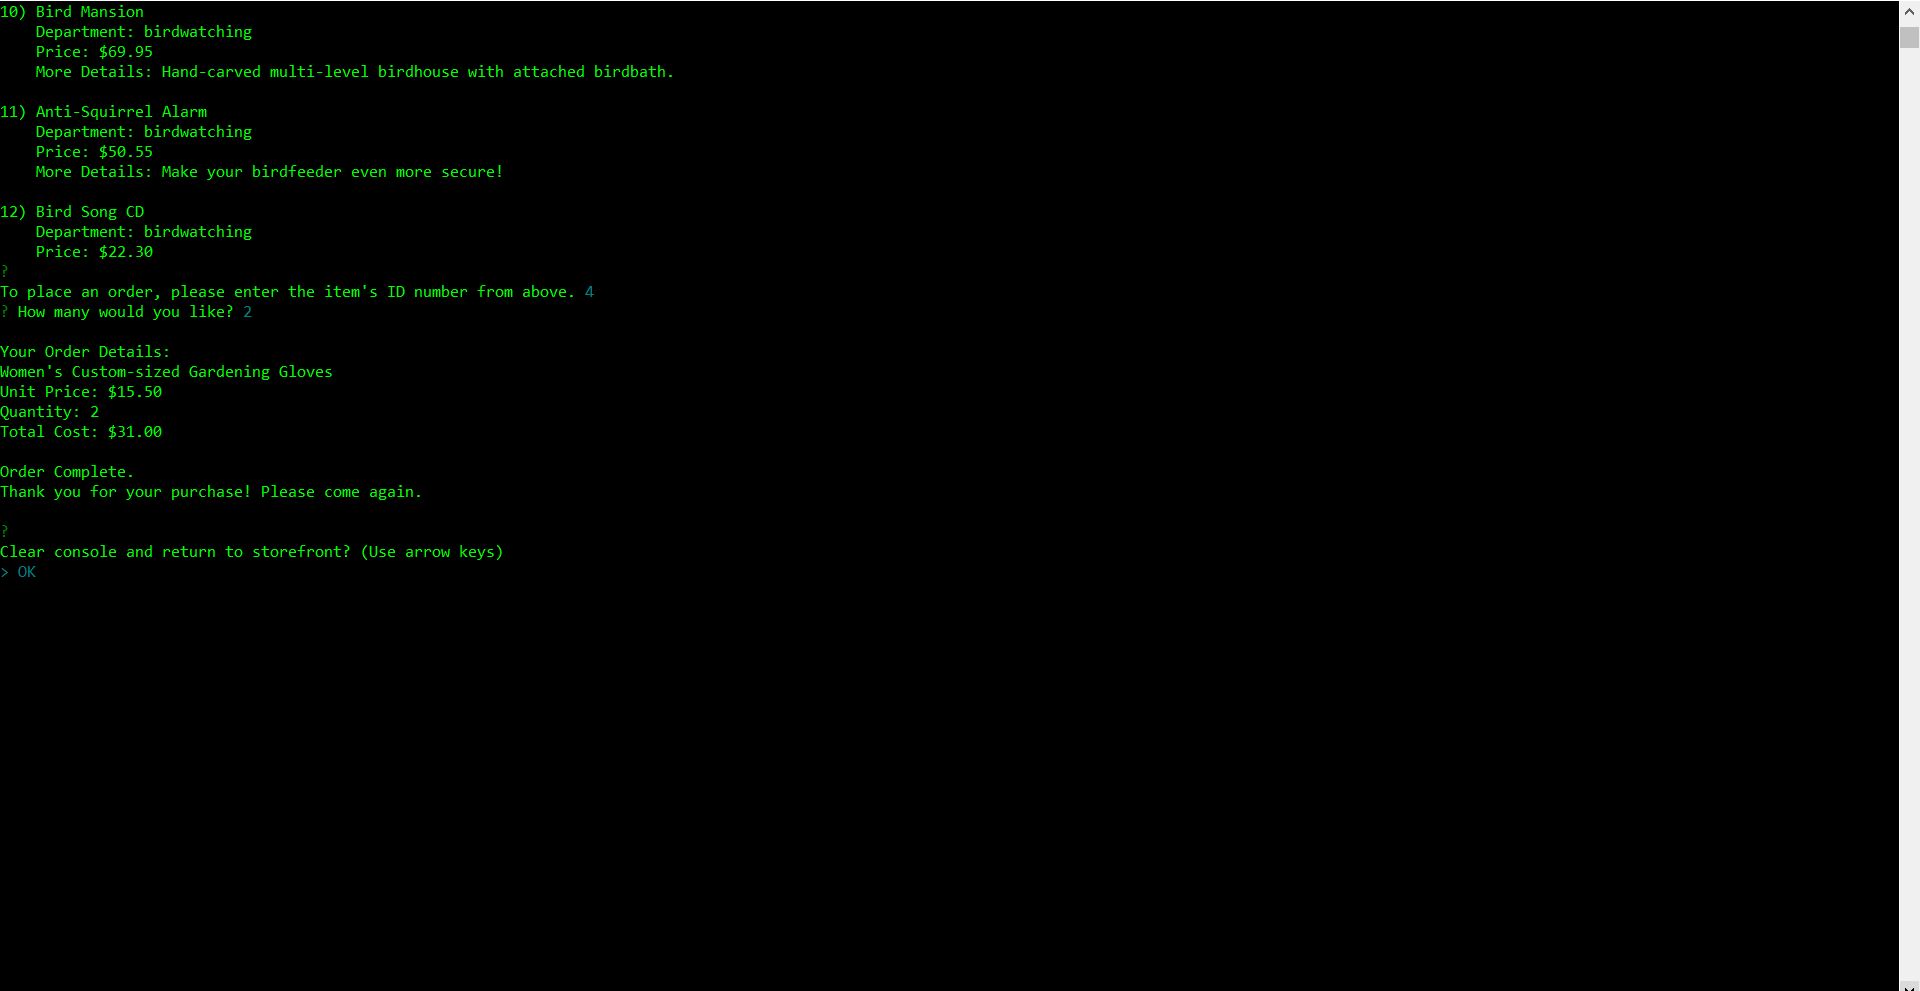 10) Bird Mansion
    Department: birdwatching
    Price: $69.95
    More Details: Hand-carved multi-level birdhouse with attached birdbath.

11) Anti-Squirrel Alarm
    Department: birdwatching
    Price: $50.55
    More Details: Make your birdfeeder even more secure!

12) Bird Song CD
    Department: birdwatching
    Price: $22.30
?
To place an order, please enter the item's ID number from above. 4
? How many would you like? 2

Your Order Details:
Women's Custom-sized Gardening Gloves
Unit Price: $15.50
Quantity: 2
Total Cost: $31.00

Order Complete.
Thank you for your purchase! Please come again.

?
Clear console and return to storefront? (Use arrow keys)
> OK